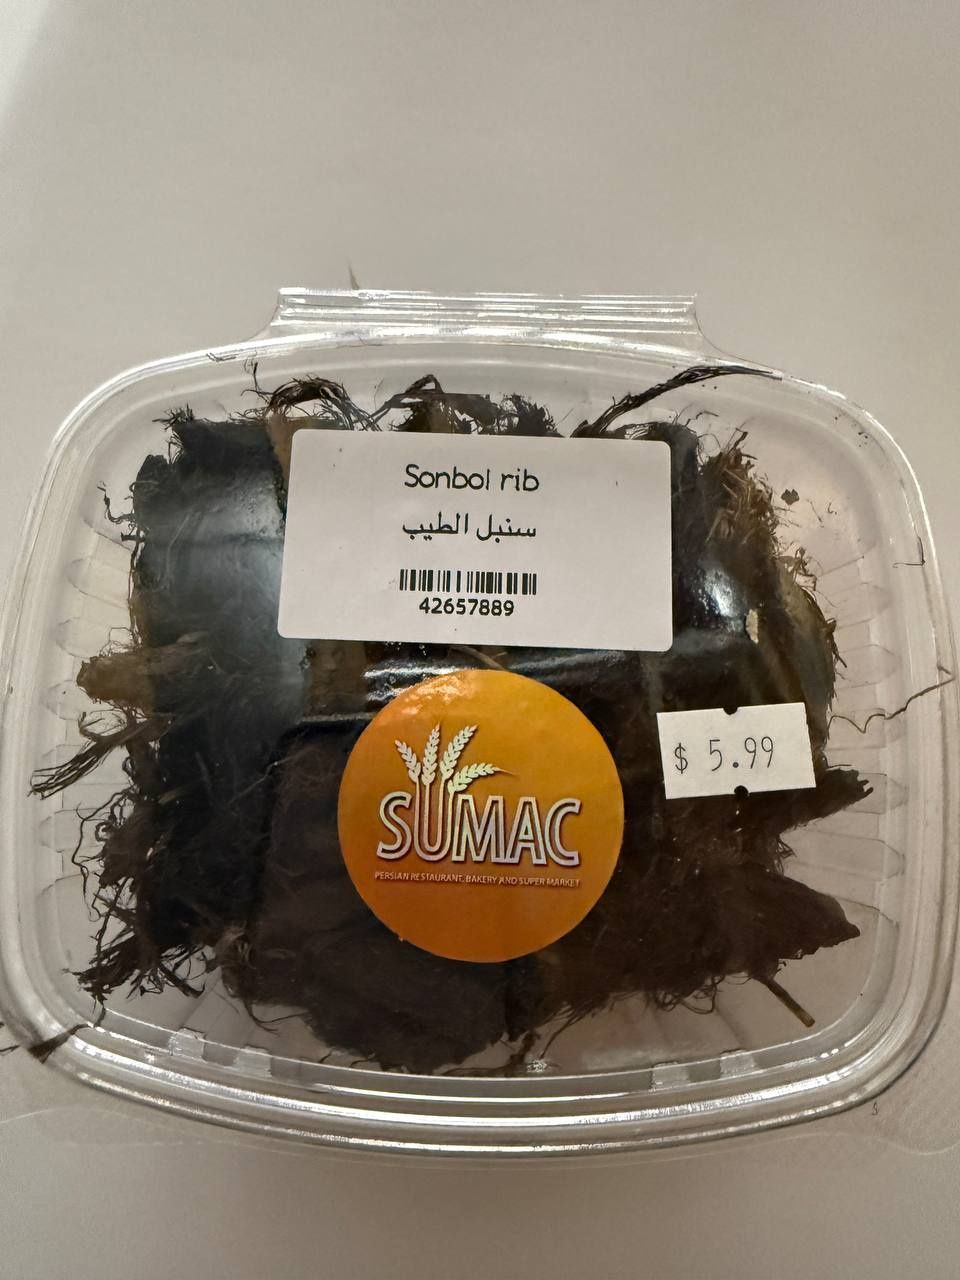 Sonbol rib
سنبل الطيب
42657889
$ 5.99
SUMAC
PERSIAN RESTAURANT, BAKERY AND SUPER MARKET